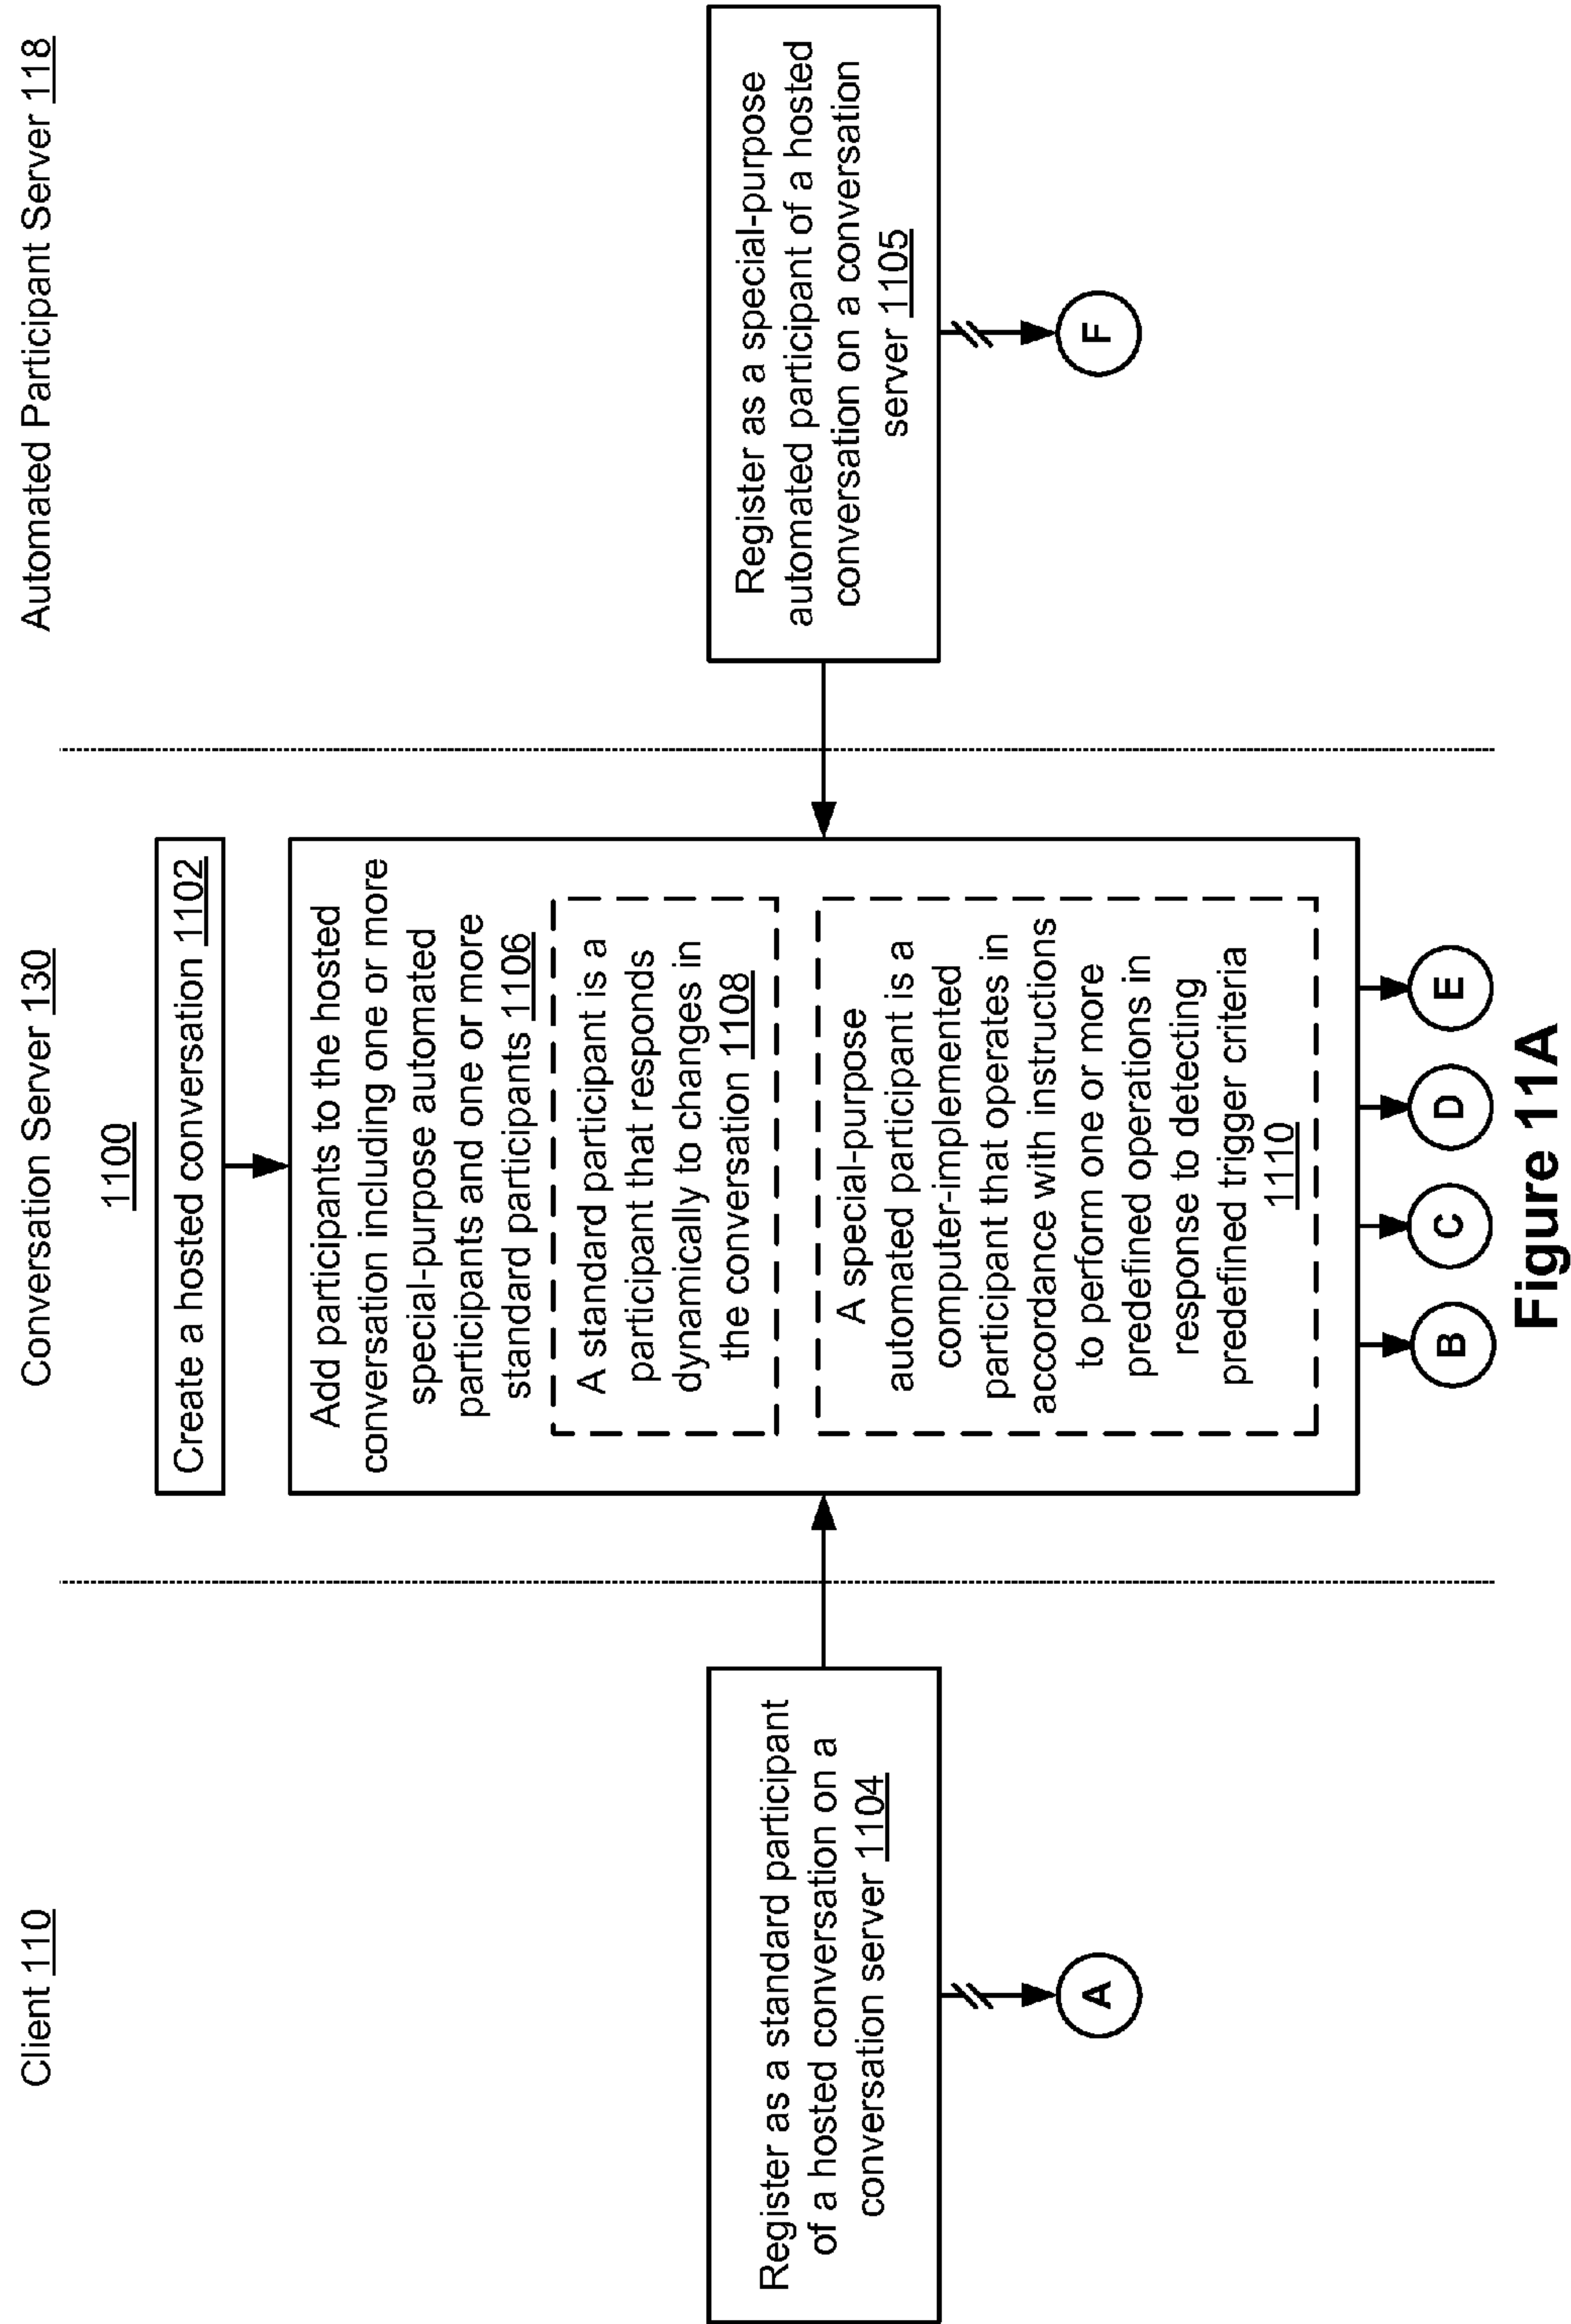 Client 110
Conversation Server 130
Automated Participant Server 118
1100
Create a hosted conversation 1102
Add participants to the hosted
conversation including one or more
special-purpose automated
participants and one or more
standard participants 1106
A standard participant is a
participant that responds
dynamically to changes in
the conversation 1108
A special-purpose
automated participant is a
computer-implemented
participant that operates in
accordance with instructions
to perform one or more
predefined operations in
response to detecting
predefined trigger criteria
1110
Register as a standard participant
of a hosted conversation on a
conversation server 1104
Register as a special-purpose
automated participant of a hosted
conversation on a conversation
server 1105
A
F
B
C
D
E
Figure 11A